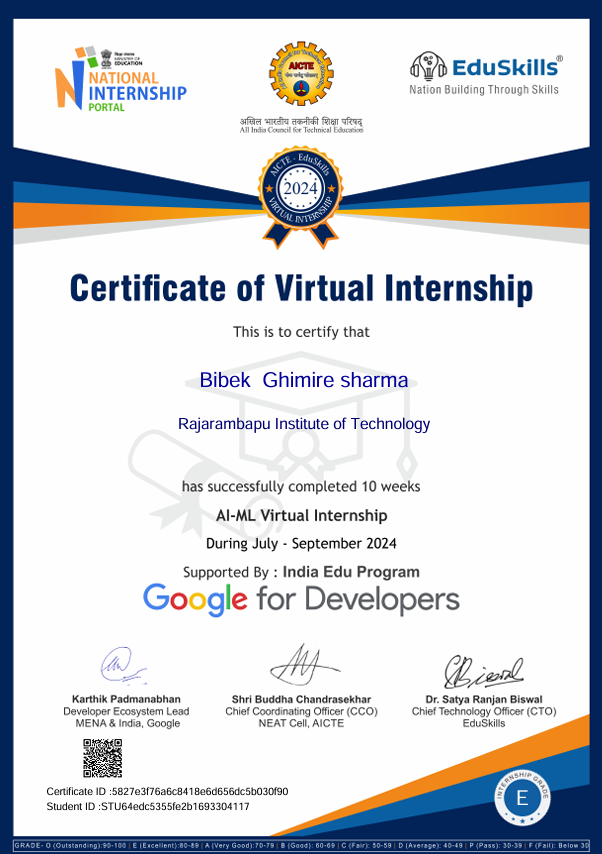 शिक्षा मंत्रालय
MINISTRY OF
EDUCATION
NATIONAL
INTERNSHIP
PORTAL
AICTE
अखिल भारतीय तकनीकी शिक्षा परिषद्
All India Council for Technical Education
EduSkills®
Nation Building Through Skills
AICTE - EduSkills
2024
VIRTUAL INTERNSHIP
Certificate of Virtual Internship
This is to certify that
Bibek Ghimire sharma
Rajarambapu Institute of Technology
has successfully completed 10 weeks
AI-ML Virtual Internship
During July - September 2024
Supported By : India Edu Program
Google for Developers
Karthik Padmanabhan
Developer Ecosystem Lead
MENA & India, Google
Shri Buddha Chandrasekhar
Chief Coordinating Officer (CCO)
NEAT Cell, AICTE
Dr. Satya Ranjan Biswal
Chief Technology Officer (CTO)
EduSkills
Certificate ID :5827e3f76a6c8418e6d656dc5b030f90
Student ID :STU64edc5355fe2b1693304117
INTERNSHIP GRADE
E
GRADE- O (Outstanding):90-100 | E (Excellent):80-89 | A (Very Good):70-79 | B (Good): 60-69 | C (Fair): 50-59 | D (Average): 40-49 | P (Pass): 30-39 | F (Fail): Below 30